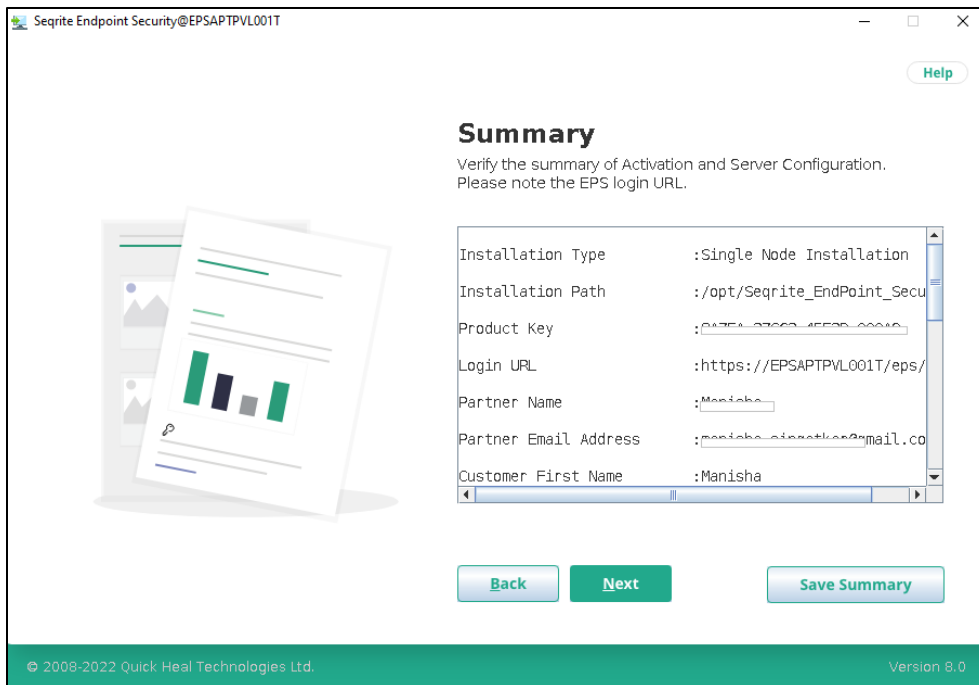 Seqrite Endpoint Security@EPSAPTPVL001T
Help
Summary
Verify the summary of Activation and Server Configuration.
Please note the EPS login URL.
Installation Type :Single Node Installation
Installation Path :/opt/Seqrite_EndPoint_Secu
Product Key :
Login URL :https://EPSAPTPVL001T/eps/
Partner Name :
Partner Email Address :
Customer First Name :Manisha
Back Next Save Summary
© 2008-2022 Quick Heal Technologies Ltd. Version 8.0